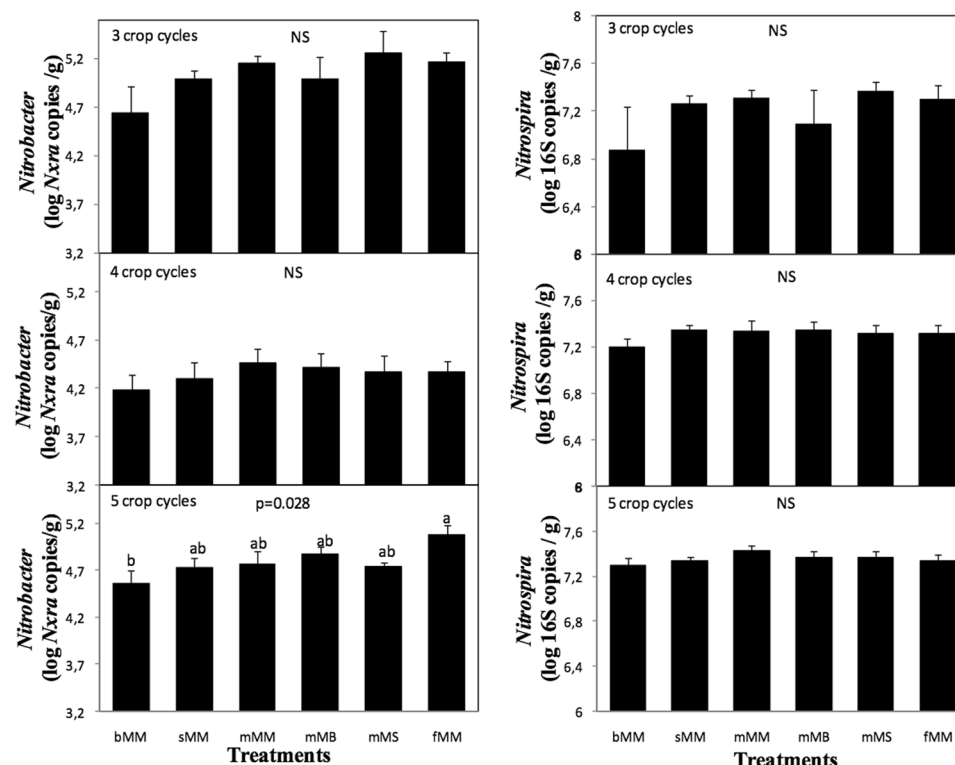 3 crop cycles NS
Nitrobacter
(log Nxra copies /g)
5,2
4,7
4,2
3,7
3,2
4 crop cycles NS
Nitrobacter
(log Nxra copies/g)
5,2
4,7
4,2
3,7
3,2
5 crop cycles p=0.028
Nitrobacter
(log Nxra copies/g)
5,2
4,7
4,2
3,7
3,2
b ab ab ab ab a
bMM sMM mMM mMB mMS fMM
Treatments
3 crop cycles NS
Nitrospira
(log 16S copies /g)
8
7,6
7,2
6,8
6,4
6
4 crop cycles NS
Nitrospira
(log 16S copies /g)
7,6
7,2
6,8
6,4
6
5 crop cycles NS
Nitrospira
(log 16S copies / g)
7,6
7,2
6,8
6,4
6
bMM sMM mMM mMB mMS fMM
Treatments